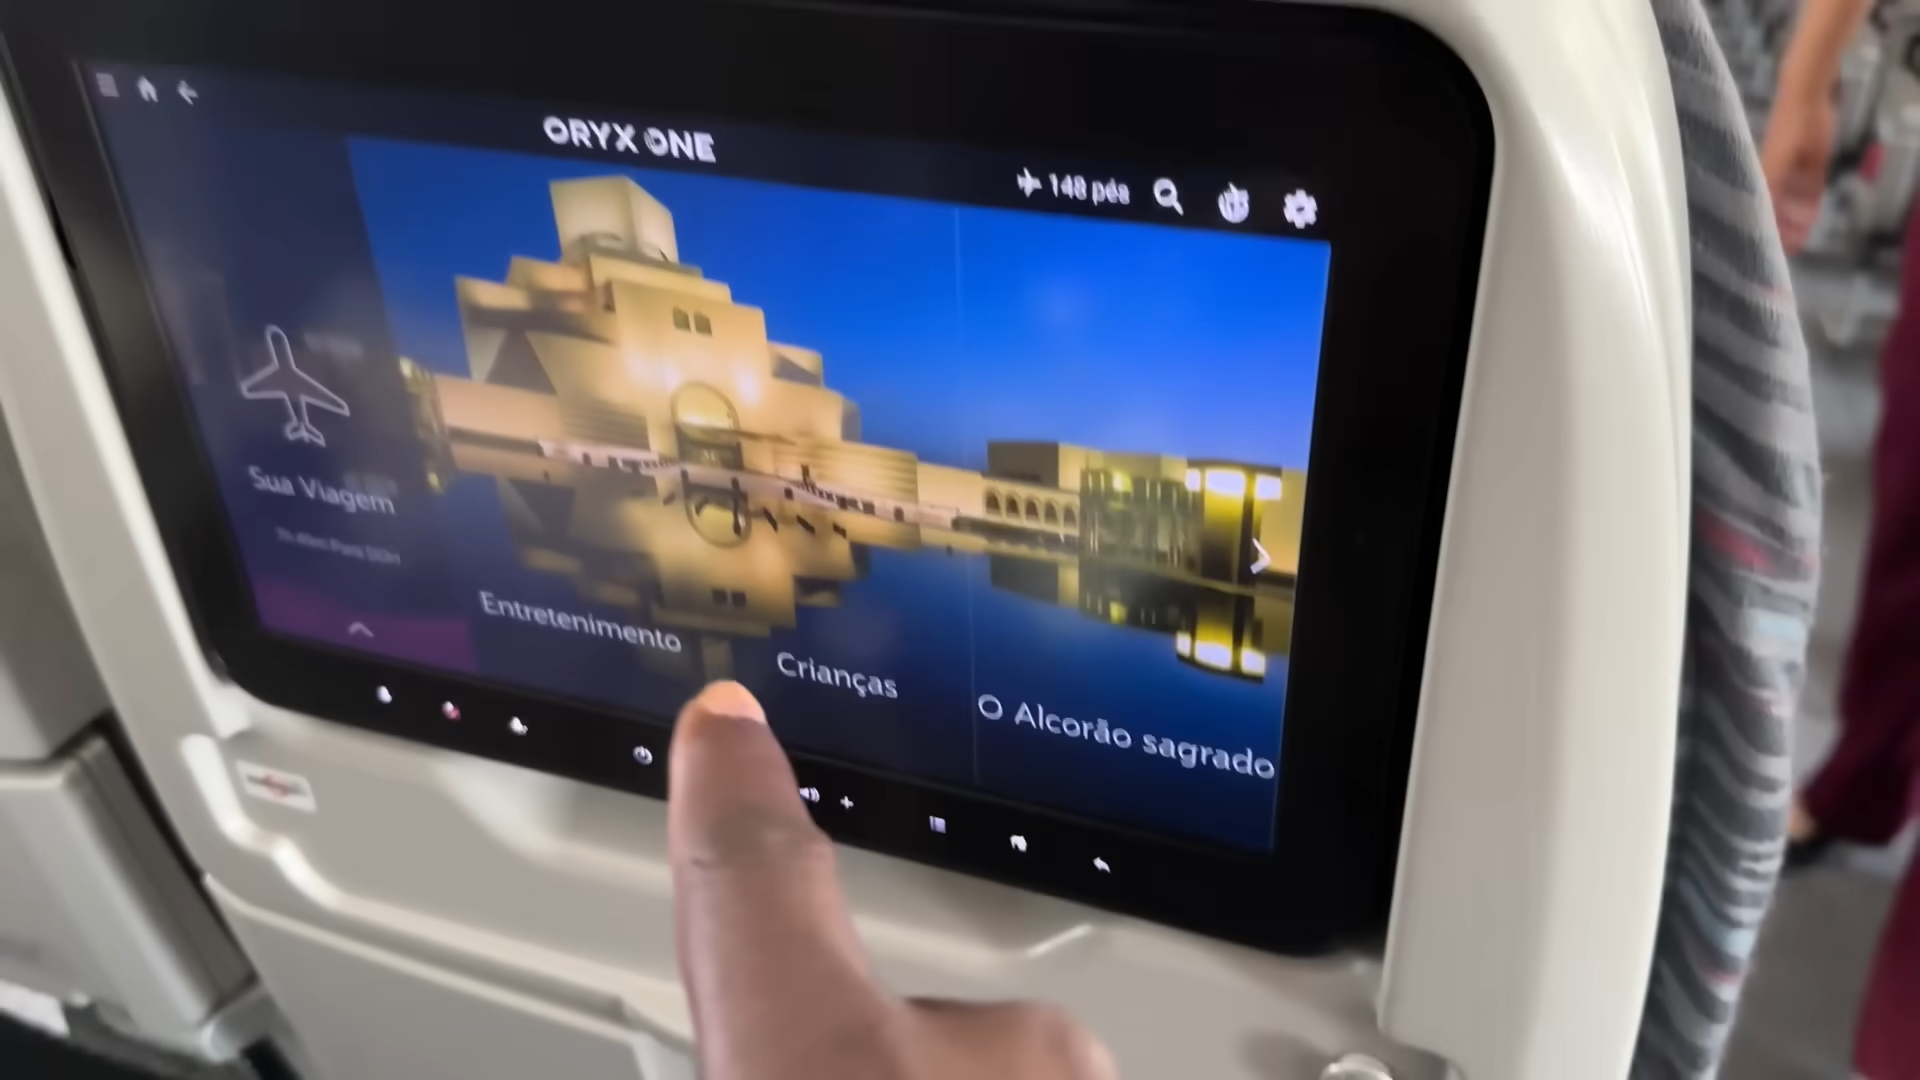 ORYX ONE
148 pés
Sua Viagem
Entretenimento
Crianças
O Alcorão sagrado